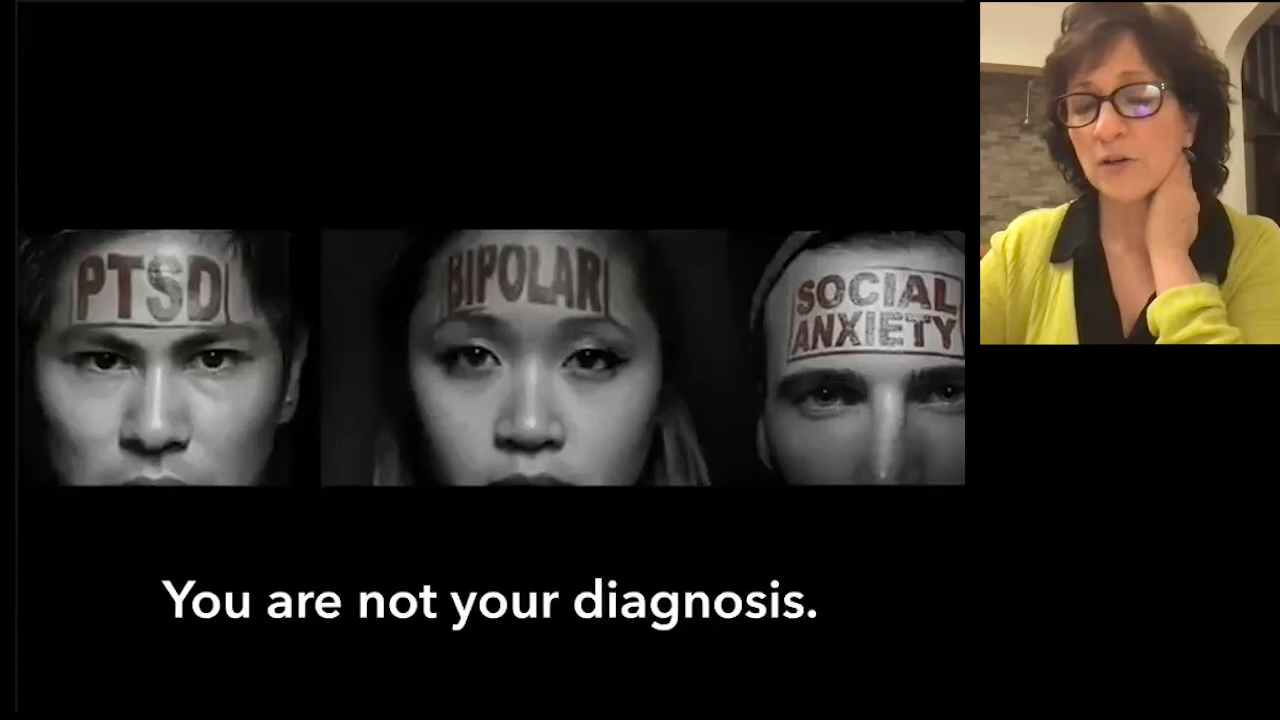 PTSD
BIPOLAR
SOCIAL
ANXIETY
You are not your diagnosis.